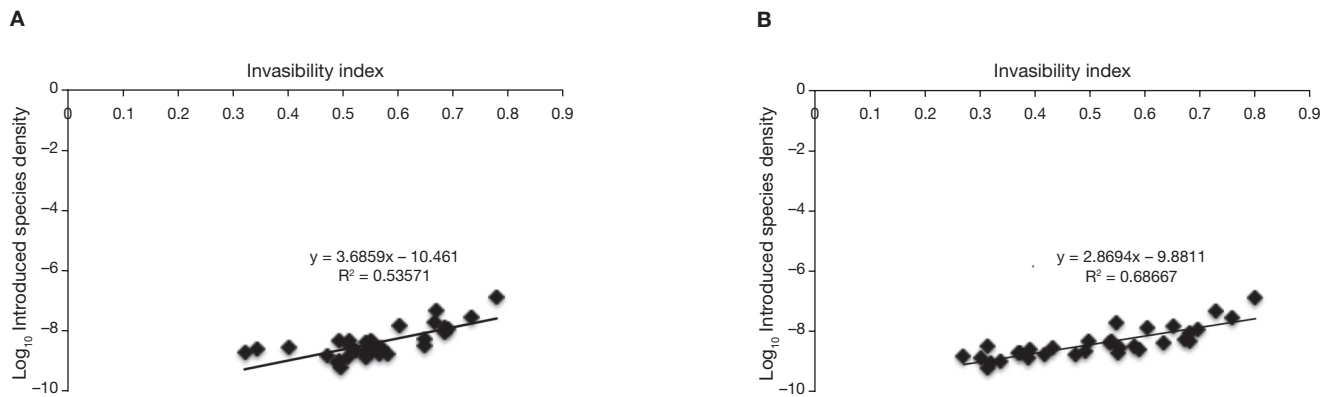 A
Invasibility index
0
0 0.1 0.2 0.3 0.4 0.5 0.6 0.7 0.8 0.9
−2
−4
−6
−8
−10
Log₁₀ Introduced species density
y = 3.6859x − 10.461
R² = 0.53571
B
Invasibility index
0
0 0.1 0.2 0.3 0.4 0.5 0.6 0.7 0.8 0.9
−2
−4
−6
−8
−10
Log₁₀ Introduced species density
y = 2.8694x − 9.8811
R² = 0.68667